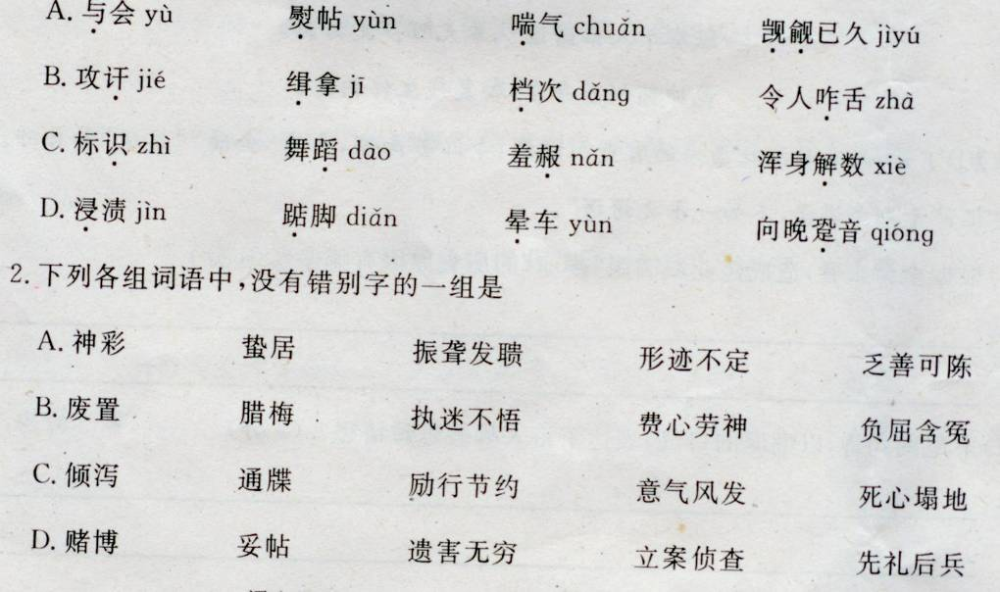 A. 与会 yù 熨帖 yùn 喘气 chuǎn 觊觎已久 jìyú
B. 攻讦 jié 缉拿 jī 档次 dǎng 令人咋舌 zhà
C. 标识 zhì 舞蹈 dào 羞赧 nǎn 浑身解数 xiè
D. 浸渍 jìn 踮脚 diǎn 晕车 yùn 向晚跫音 qióng
2. 下列各组词语中,没有错别字的一组是
A. 神彩 蛰居 振聋发聩 形迹不定 乏善可陈
B. 废置 腊梅 执迷不悟 费心劳神 负屈含冤
C. 倾泻 通牒 励行节约 意气风发 死心塌地
D. 赌博 妥帖 遗害无穷 立案侦查 先礼后兵